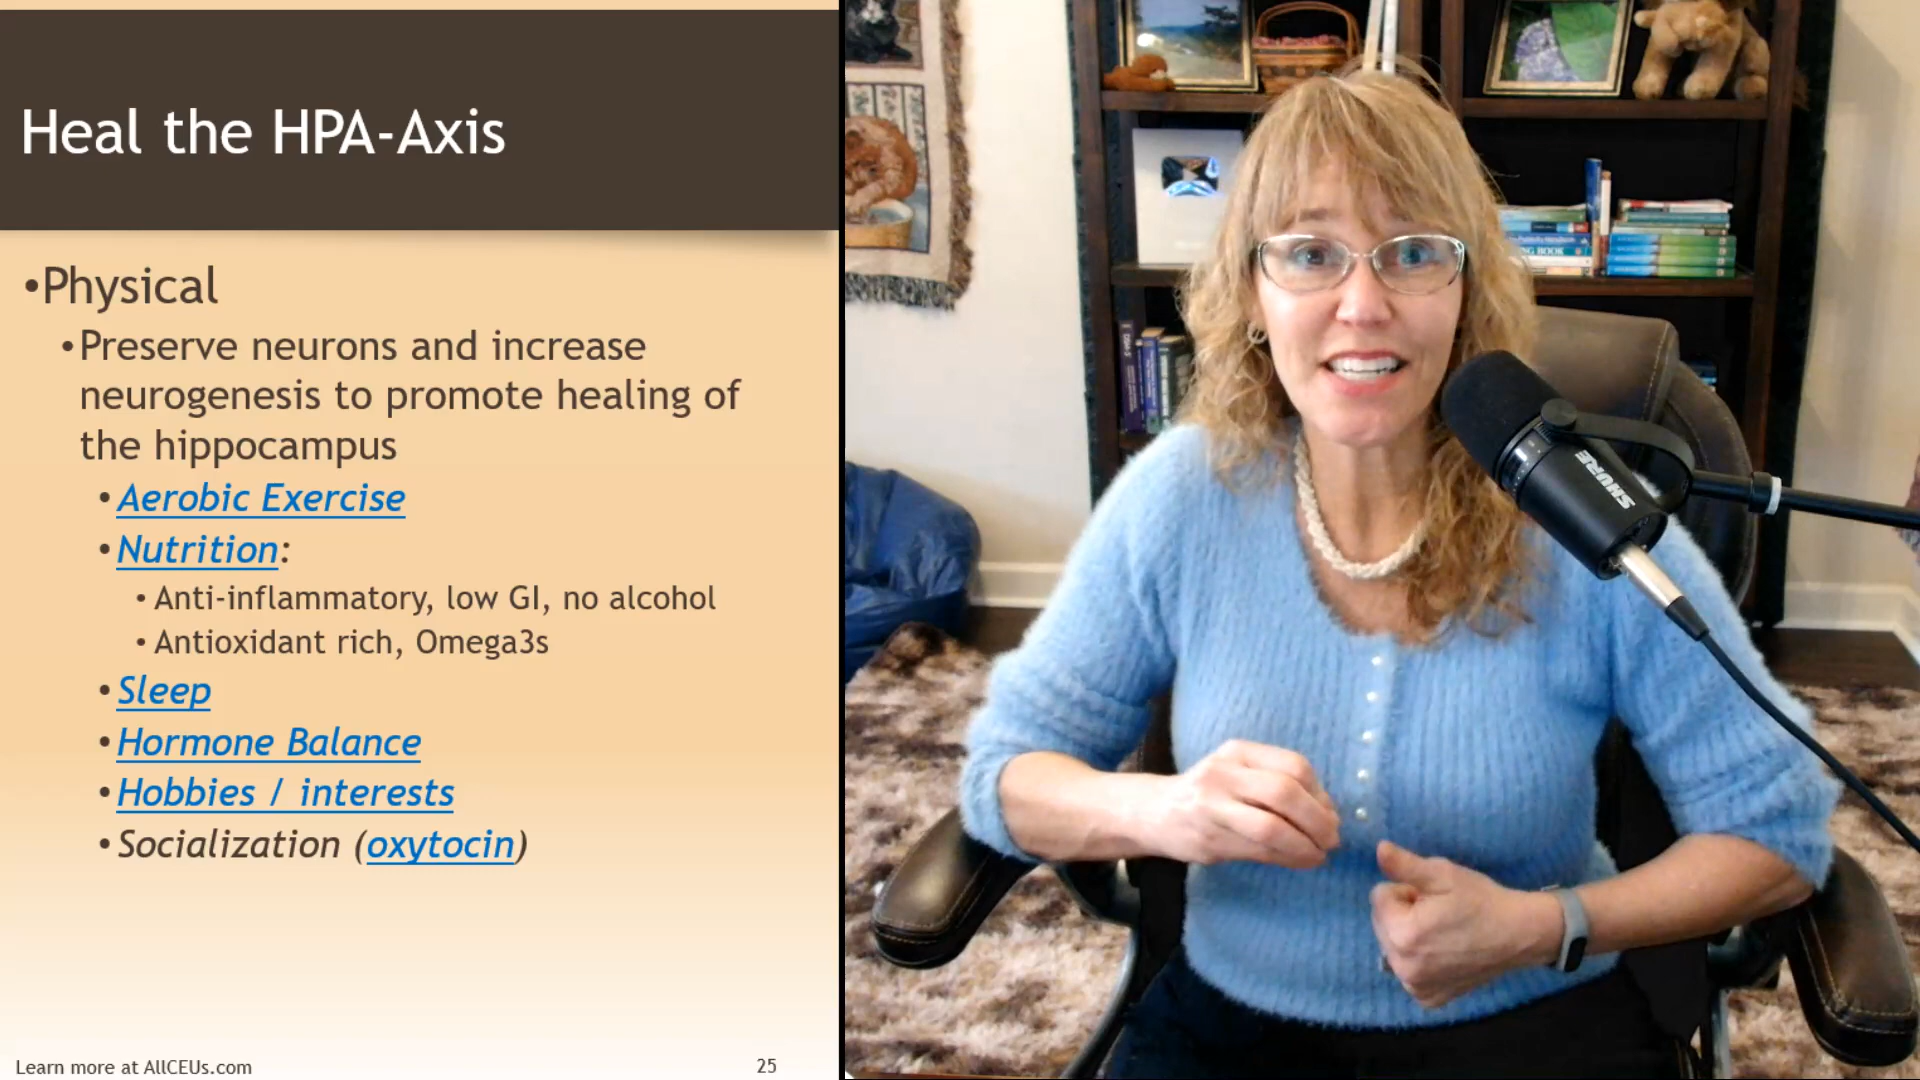 Heal the HPA-Axis
•Physical
•Preserve neurons and increase
neurogenesis to promote healing of
the hippocampus
•Aerobic Exercise
•Nutrition:
•Anti-inflammatory, low GI, no alcohol
•Antioxidant rich, Omega3s
•Sleep
•Hormone Balance
•Hobbies / interests
•Socialization (oxytocin)
Learn more at AllCEUs.com
25
SHURE